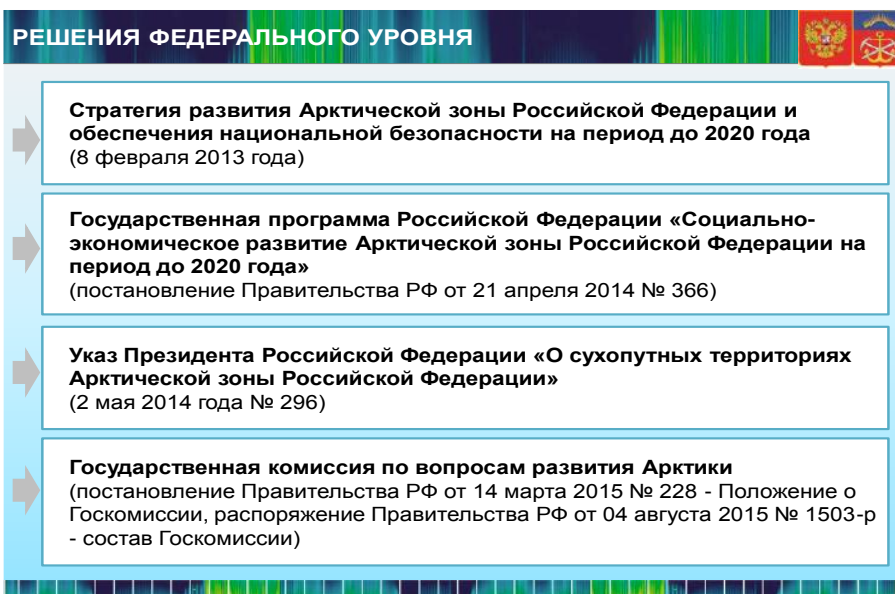 РЕШЕНИЯ ФЕДЕРАЛЬНОГО УРОВНЯ
Стратегия развития Арктической зоны Российской Федерации и
обеспечения национальной безопасности на период до 2020 года
(8 февраля 2013 года)
Государственная программа Российской Федерации «Социально-
экономическое развитие Арктической зоны Российской Федерации на
период до 2020 года»
(постановление Правительства РФ от 21 апреля 2014 № 366)
Указ Президента Российской Федерации «О сухопутных территориях
Арктической зоны Российской Федерации»
(2 мая 2014 года № 296)
Государственная комиссия по вопросам развития Арктики
(постановление Правительства РФ от 14 марта 2015 № 228 - Положение о
Госкомиссии, распоряжение Правительства РФ от 04 августа 2015 № 1503-р
- состав Госкомиссии)